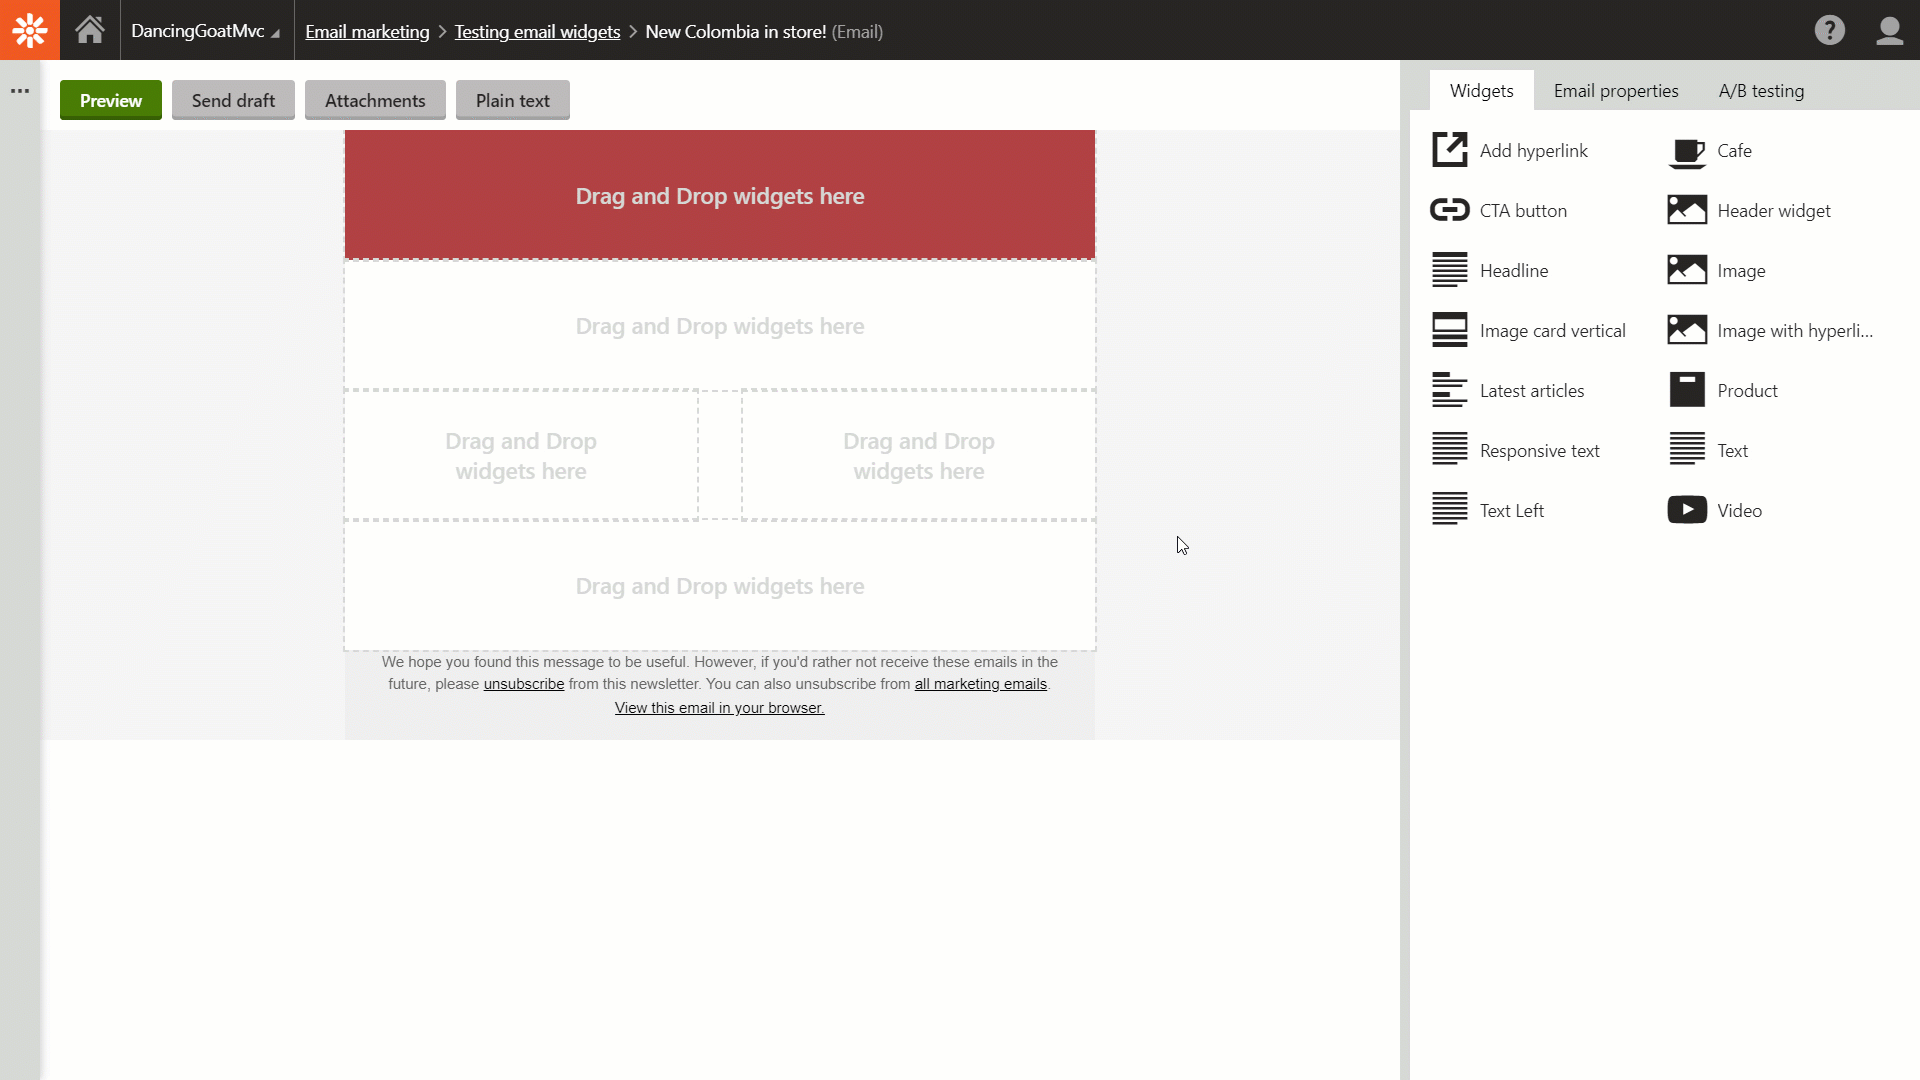 DancingGoatMvc
Email marketing > Testing email widgets > New Colombia in store! (Email)
?
...
Preview
Send draft
Attachments
Plain text
Widgets
Email properties
A/B testing
Drag and Drop widgets here
Drag and Drop widgets here
Drag and Drop
widgets here
Drag and Drop
widgets here
Drag and Drop widgets here
We hope you found this message to be useful. However, if you'd rather not receive these emails in the
future, please unsubscribe from this newsletter. You can also unsubscribe from all marketing emails.
View this email in your browser.
Add hyperlink
Cafe
CTA button
Header widget
Headline
Image
Image card vertical
Image with hyperli...
Latest articles
Product
Responsive text
Text
Text Left
Video